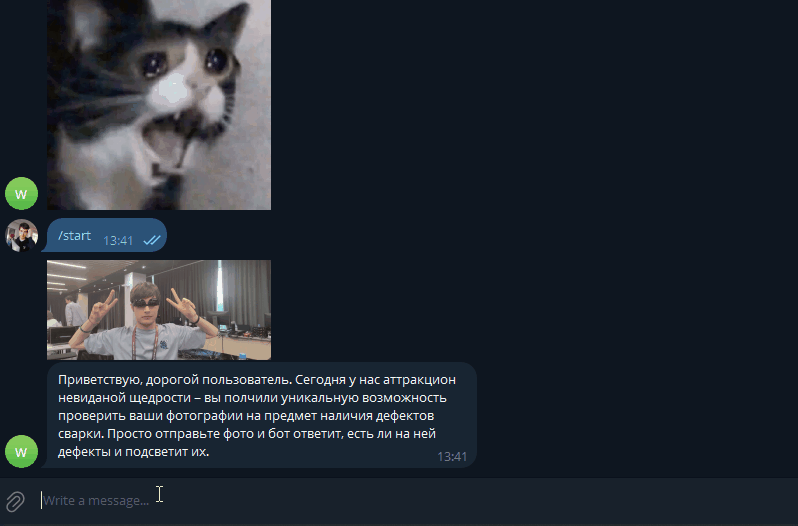 W
/start
13:41
Приветствую, дорогой пользователь. Сегодня у нас аттракцион
невиданой щедрости – вы полчили уникальную возможность
проверить ваши фотографии на предмет наличия дефектов
сварки. Просто отправьте фото и бот ответит, есть ли на ней
дефекты и подсветит их.
13:41
W
Write a message...